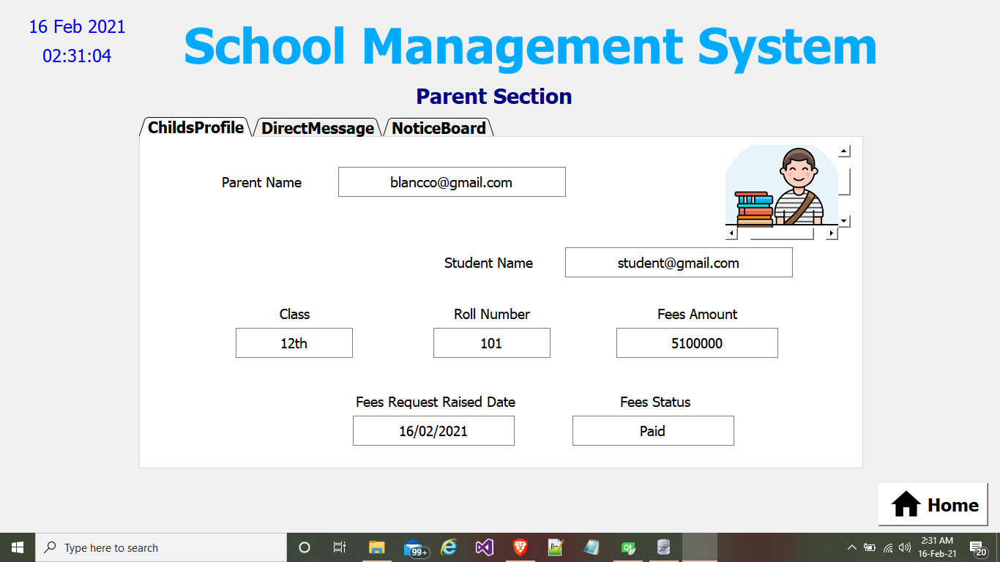 16 Feb 2021
02:31:04
School Management System
Parent Section
ChildsProfile
DirectMessage
NoticeBoard
Parent Name
blancco@gmail.com
Student Name
student@gmail.com
Class
Roll Number
Fees Amount
12th
101
5100000
Fees Request Raised Date
Fees Status
16/02/2021
Paid
Home
Type here to search
99+
2:31 AM
16-Feb-21
20